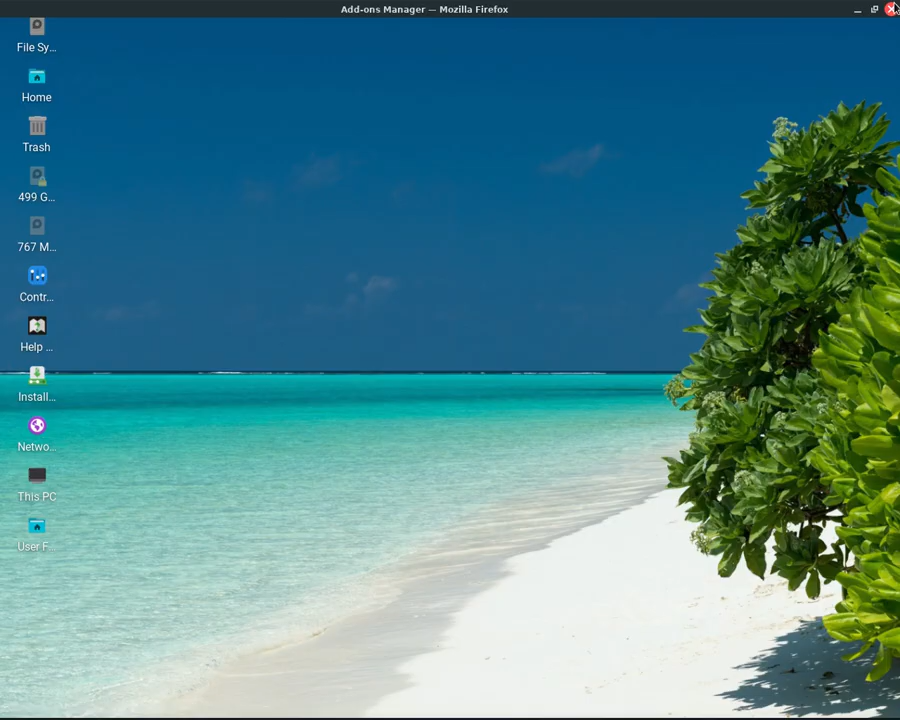 Add-ons Manager — Mozilla Firefox
File Sy...
Home
Trash
499 G...
767 M...
Contr...
Help ...
Install...
Netwo...
This PC
User F...